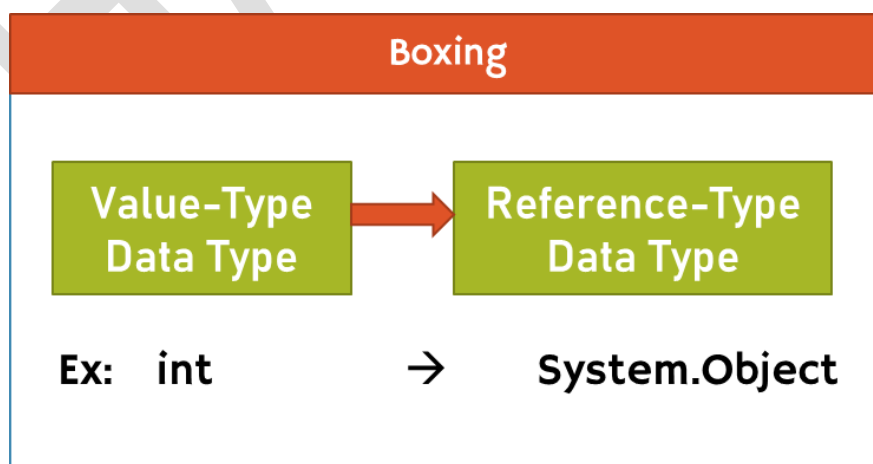 Boxing
Value-Type
Data Type
Reference-Type
Data Type
Ex: int → System.Object